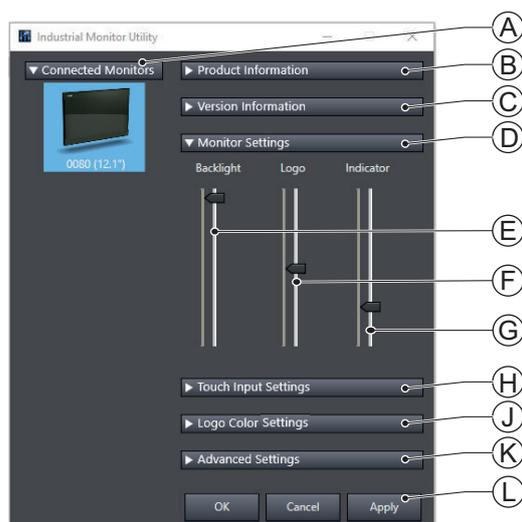 Industrial Monitor Utility
A
Connected Monitors
Product Information
B
Version Information
C
Monitor Settings
D
0080 (12.1")
Backlight Logo Indicator
E
F
G
Touch Input Settings
H
Logo Color Settings
J
Advanced Settings
K
OK Cancel Apply
L